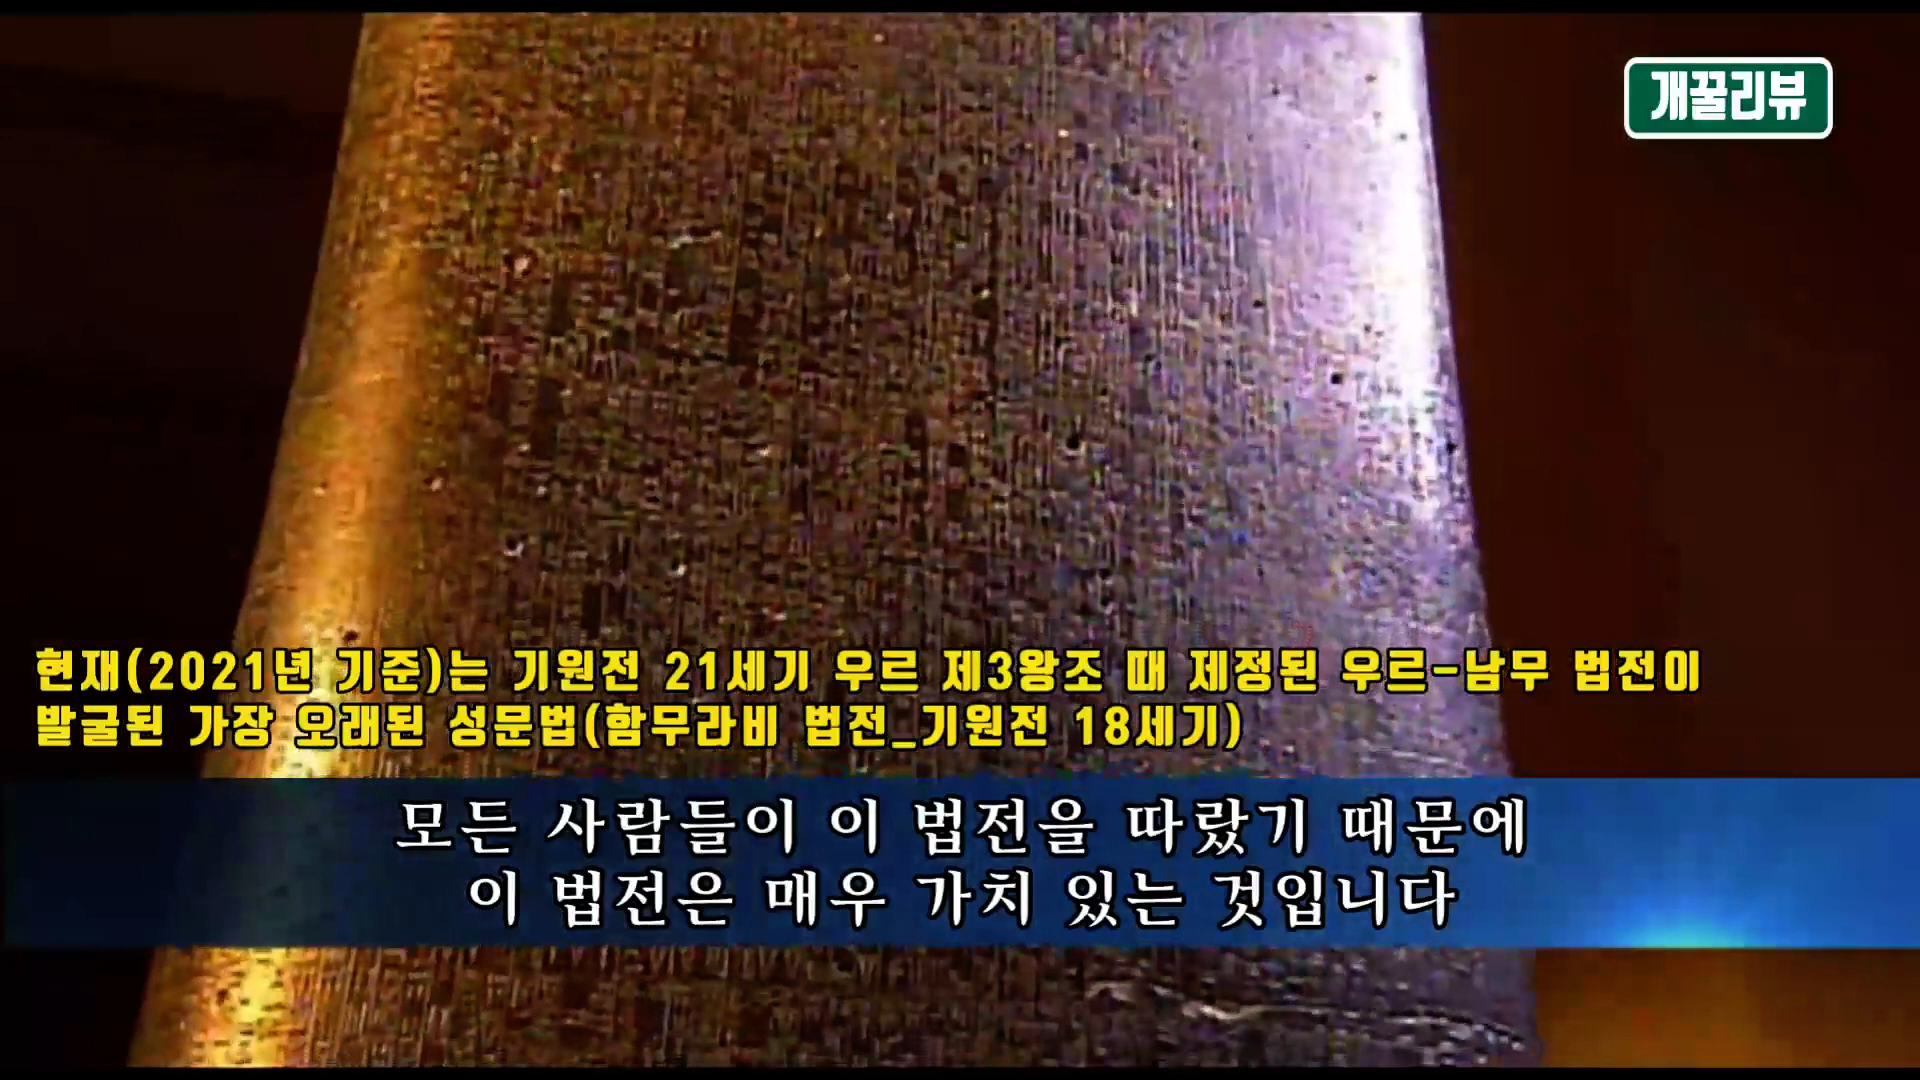 개꿀리뷰
현재(2021년 기준)는 기원전 21세기 우르 제3왕조 때 제정된 우르-남무 법전이
발굴된 가장 오래된 성문법(함무라비 법전_기원전 18세기)
모든 사람들이 이 법전을 따랐기 때문에
이 법전은 매우 가치 있는 것입니다